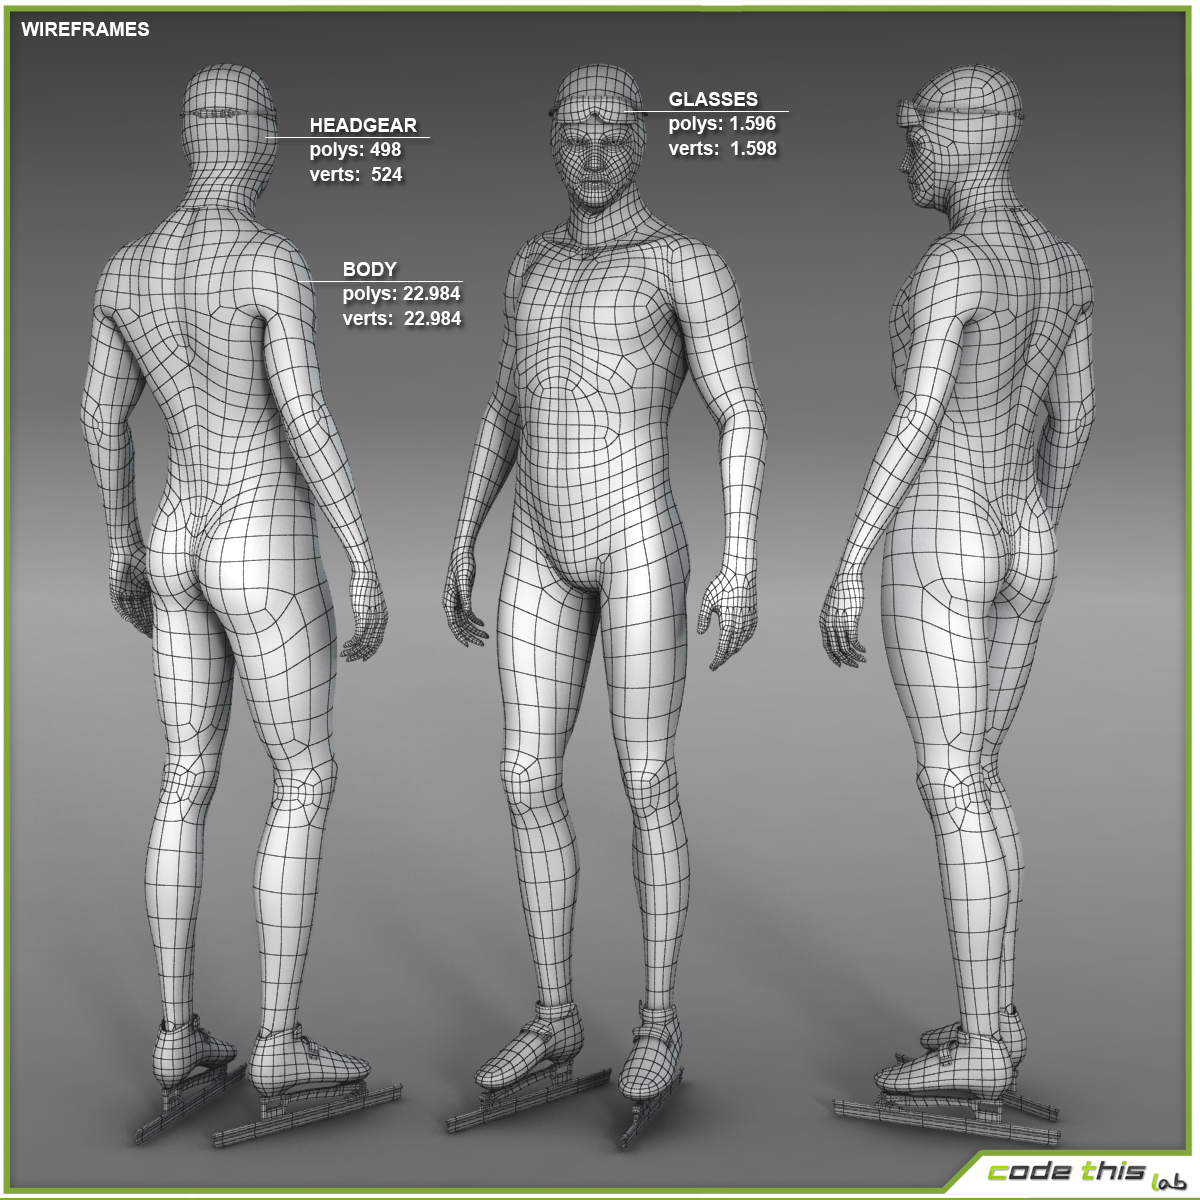 WIREFRAMES
GLASSES
polys: 1.596
verts: 1.598
HEADGEAR
polys: 498
verts: 524
BODY
polys: 22.984
verts: 22.984
code this
lab